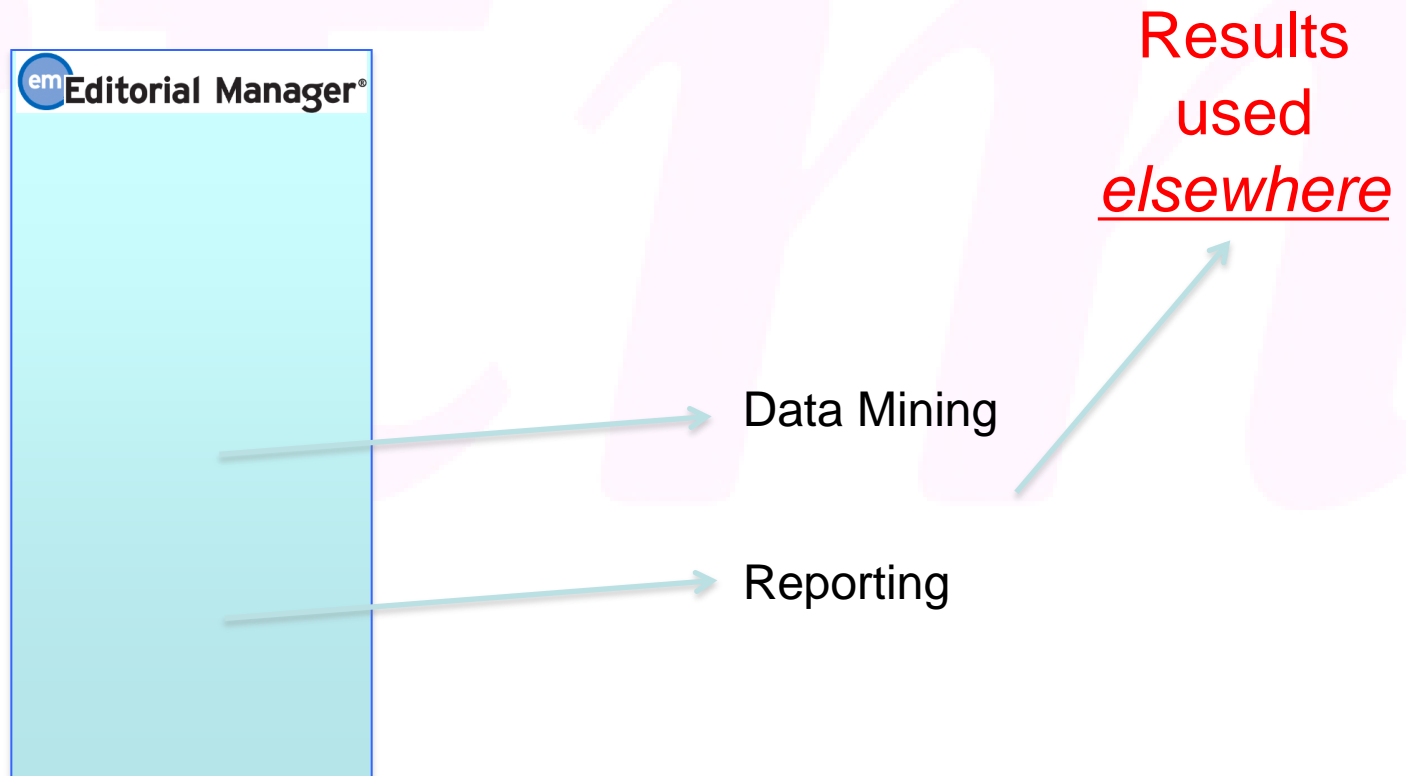 em Editorial Manager®
Results
used
elsewhere
Data Mining
Reporting